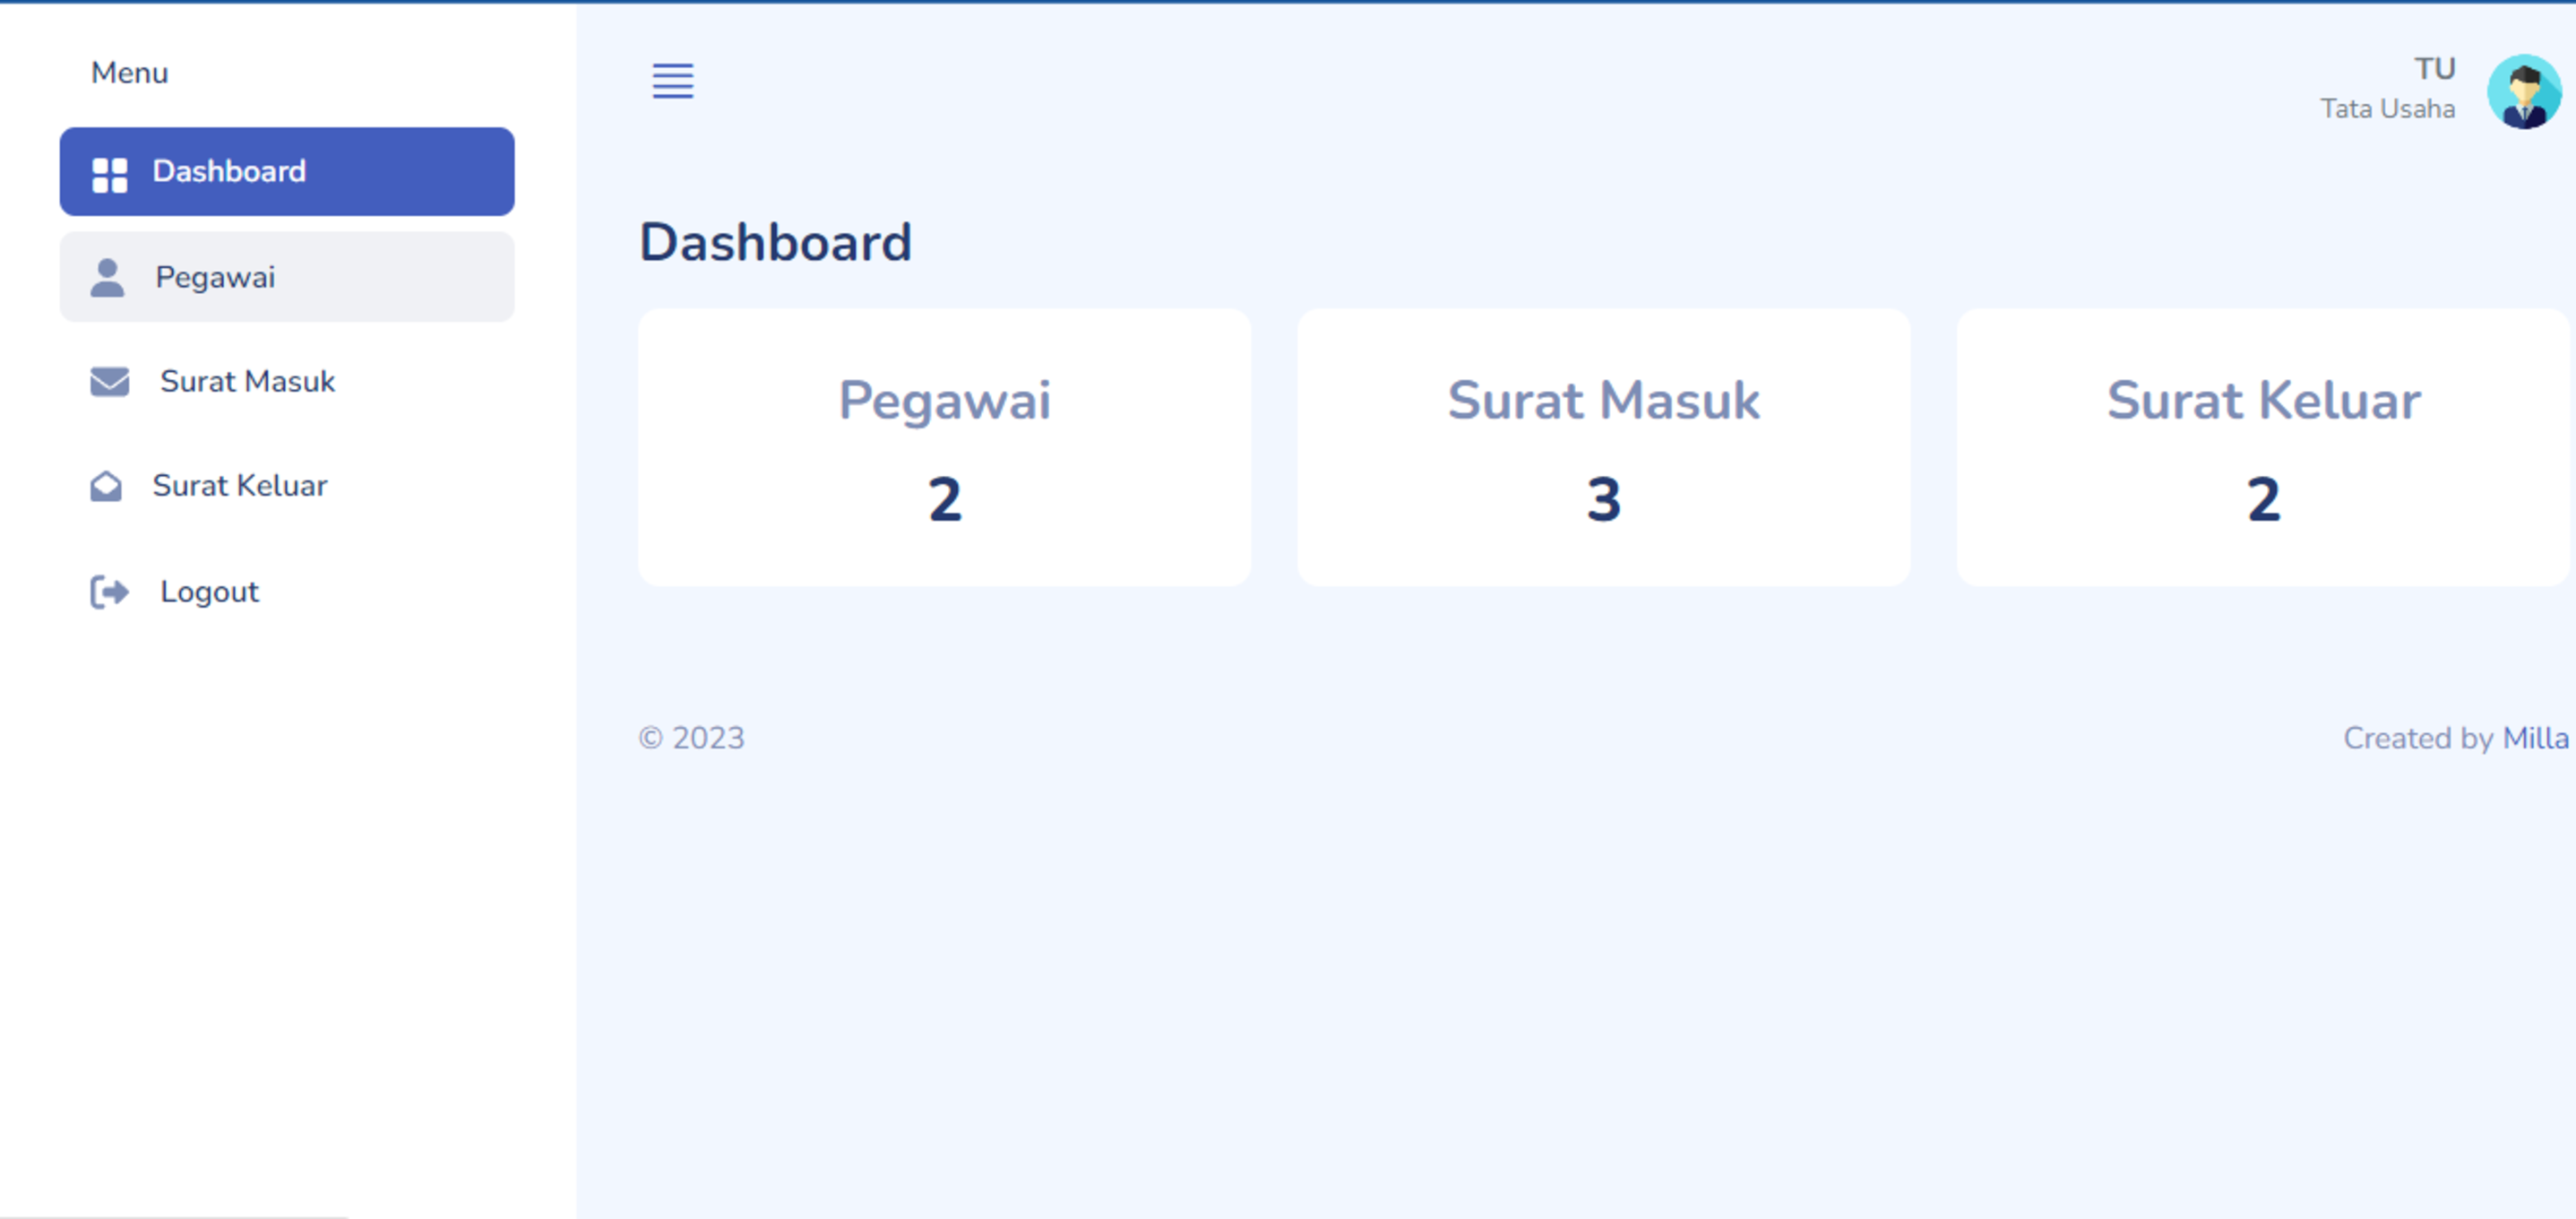 Menu
Dashboard
Pegawai
Surat Masuk
Surat Keluar
Logout
TU
Tata Usaha
Dashboard
Pegawai
2
Surat Masuk
3
Surat Keluar
2
© 2023
Created by Milla